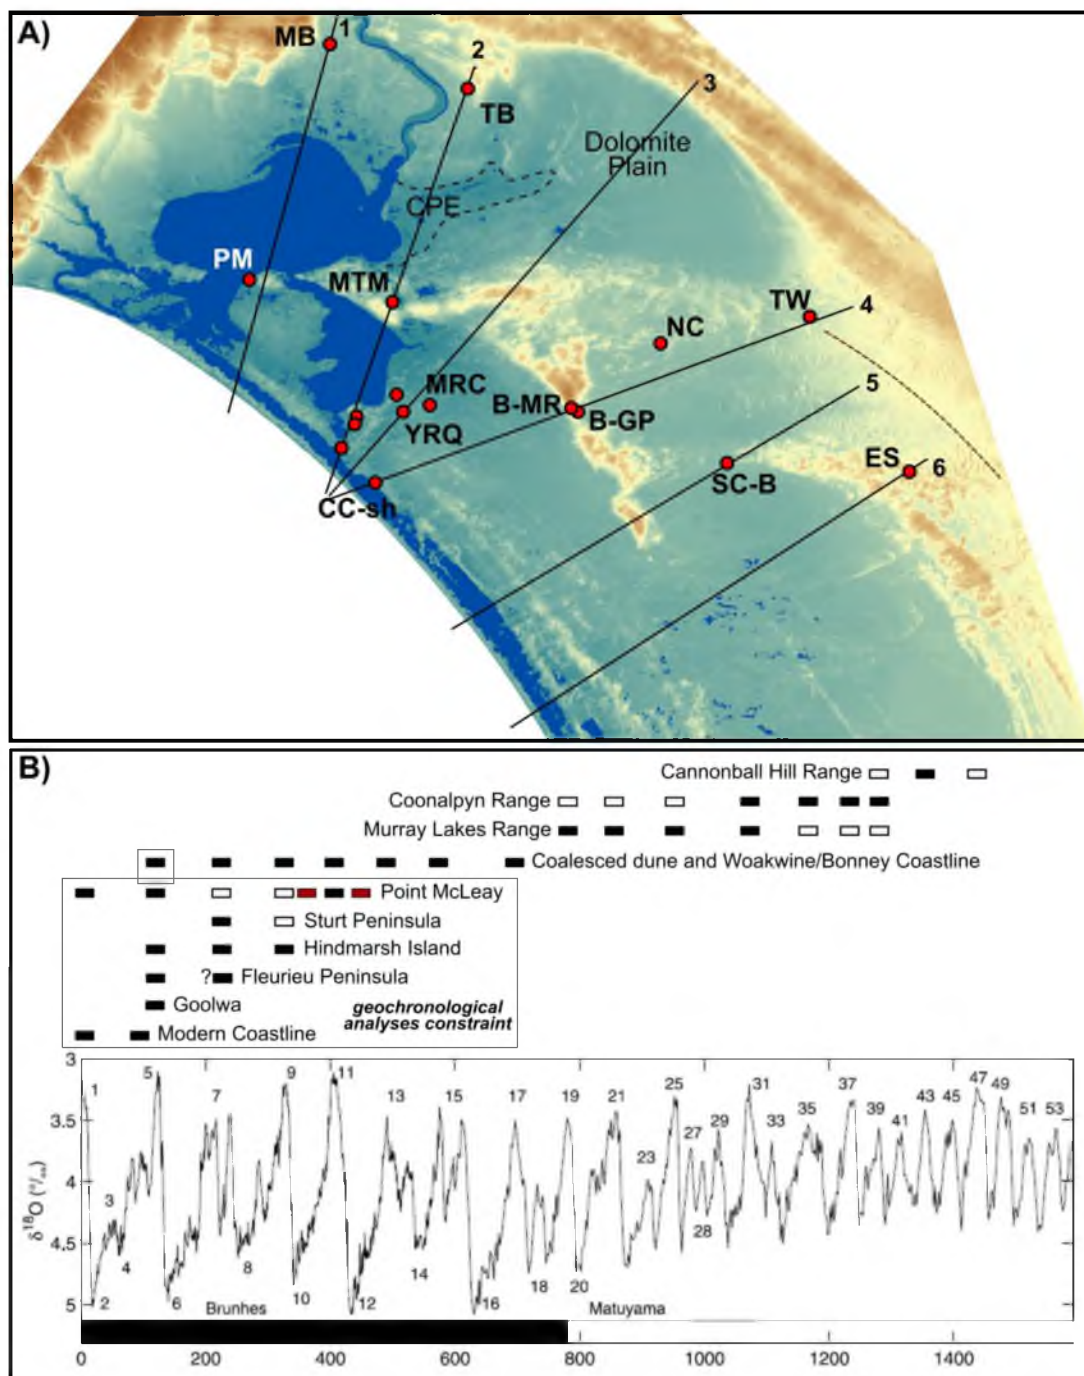 A)
MB
1
2
TB
3
Dolomite
Plain
CPE
PM
MTM
TW
4
NC
MRC
B-MR
5
YRQ
B-GP
ES
6
SC-B
CC-sh
B)
Cannonball Hill Range
Coonalpyn Range
Murray Lakes Range
Coalesced dune and Woakwine/Bonney Coastline
Point McLeay
Sturt Peninsula
Hindmarsh Island
? Fleurieu Peninsula
Goolwa
geochronological
analyses constraint
Modern Coastline
3
1 5 7 9 11 13 15 17 19 21 25 31 37 47 49
27 29 33 35 39 41 43 45 51 53
3.5
23
δ18O (°/₀₀)
4
3
28
4.5
4 8 14 18 20
2 6 10 12 16
5
Brunhes
Matuyama
0 200 400 600 800 1000 1200 1400